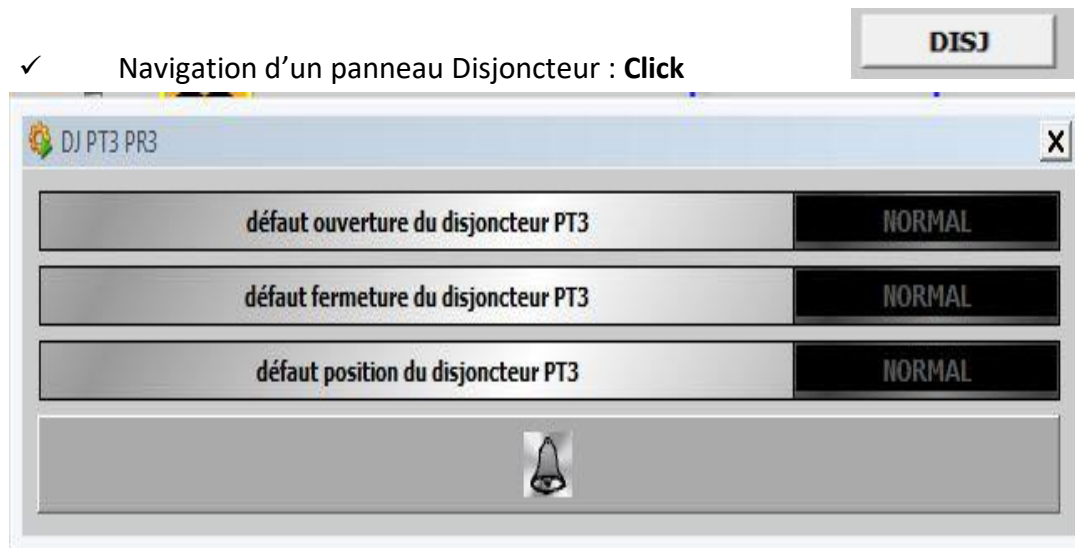 DISJ
✓ Navigation d’un panneau Disjoncteur : Click
DJ PT3 PR3 X
défaut ouverture du disjoncteur PT3 NORMAL
défaut fermeture du disjoncteur PT3 NORMAL
défaut position du disjoncteur PT3 NORMAL